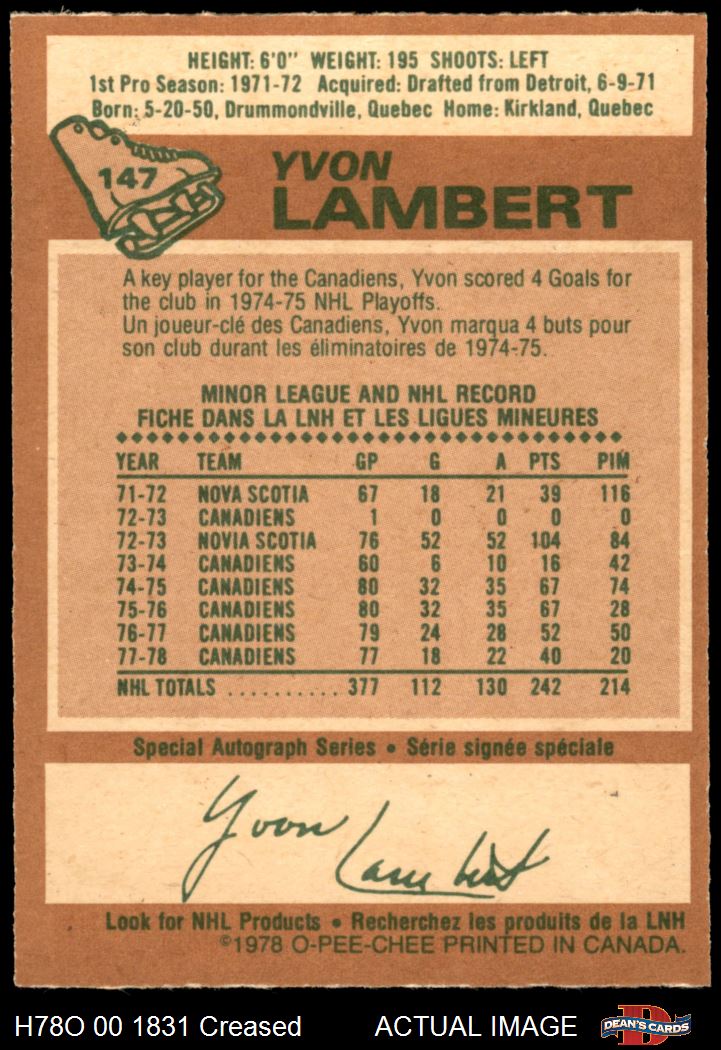 HEIGHT: 6'0" WEIGHT: 195 SHOOTS: LEFT
1st Pro Season: 1971-72 Acquired: Drafted from Detroit, 6-9-71
Born: 5-20-50, Drummondville, Quebec Home: Kirkland, Quebec
147
YVON
LAMBERT
A key player for the Canadiens, Yvon scored 4 Goals for
the club in 1974-75 NHL Playoffs.
Un joueur-clé des Canadiens, Yvon marqua 4 buts pour
son club durant les éliminatoires de 1974-75.
MINOR LEAGUE AND NHL RECORD
FICHE DANS LA LNH ET LES LIGUES MINEURES
YEAR TEAM GP G A PTS PIM
71-72 NOVA SCOTIA 67 18 21 39 116
72-73 CANADIENS 1 0 0 0 0
72-73 NOVIA SCOTIA 76 52 52 104 84
73-74 CANADIENS 60 6 10 16 42
74-75 CANADIENS 80 32 35 67 74
75-76 CANADIENS 80 32 35 67 28
76-77 CANADIENS 79 24 28 52 50
77-78 CANADIENS 77 18 22 40 20
NHL TOTALS .......... 377 112 130 242 214
Special Autograph Series • Série signée spéciale
Yvon Lambert
Look for NHL Products • Recherchez les produits de la LNH
©1978 O-PEE-CHEE PRINTED IN CANADA.
H78O 00 1831 Creased ACTUAL IMAGE DEAN'S CARDS